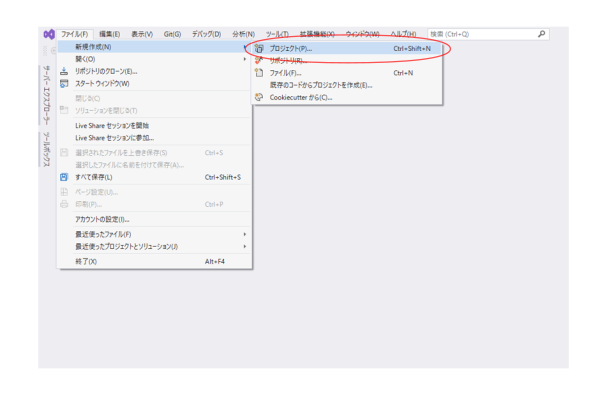 ファイル(F) 編集(E) 表示(V) Git(G) デバッグ(D) 分析(N) ツール(T) 拡張機能(X) ウィンドウ(W) ヘルプ(H) 検索 (Ctrl+Q)
新規作成(N)
開く(O)
リポジトリのクローン(E)...
スタート ウィンドウ(W)
閉じる(C)
ソリューションを閉じる(T)
Live Share セッションを開始
Live Share セッションに参加...
選択されたファイルを上書き保存(S) Ctrl+S
選択したファイルに名前を付けて保存(A)...
すべて保存(L) Ctrl+Shift+S
ページ設定(U)...
印刷(P)... Ctrl+P
アカウントの設定(I)...
最近使ったファイル(F)
最近使ったプロジェクトとソリューション(J)
終了(X) Alt+F4
プロジェクト(P)... Ctrl+Shift+N
リポジトリ(R)...
ファイル(F)... Ctrl+N
既存のコードからプロジェクトを作成(E)...
Cookiecutter から(C)...
サーバー エクスプローラー
ツールボックス